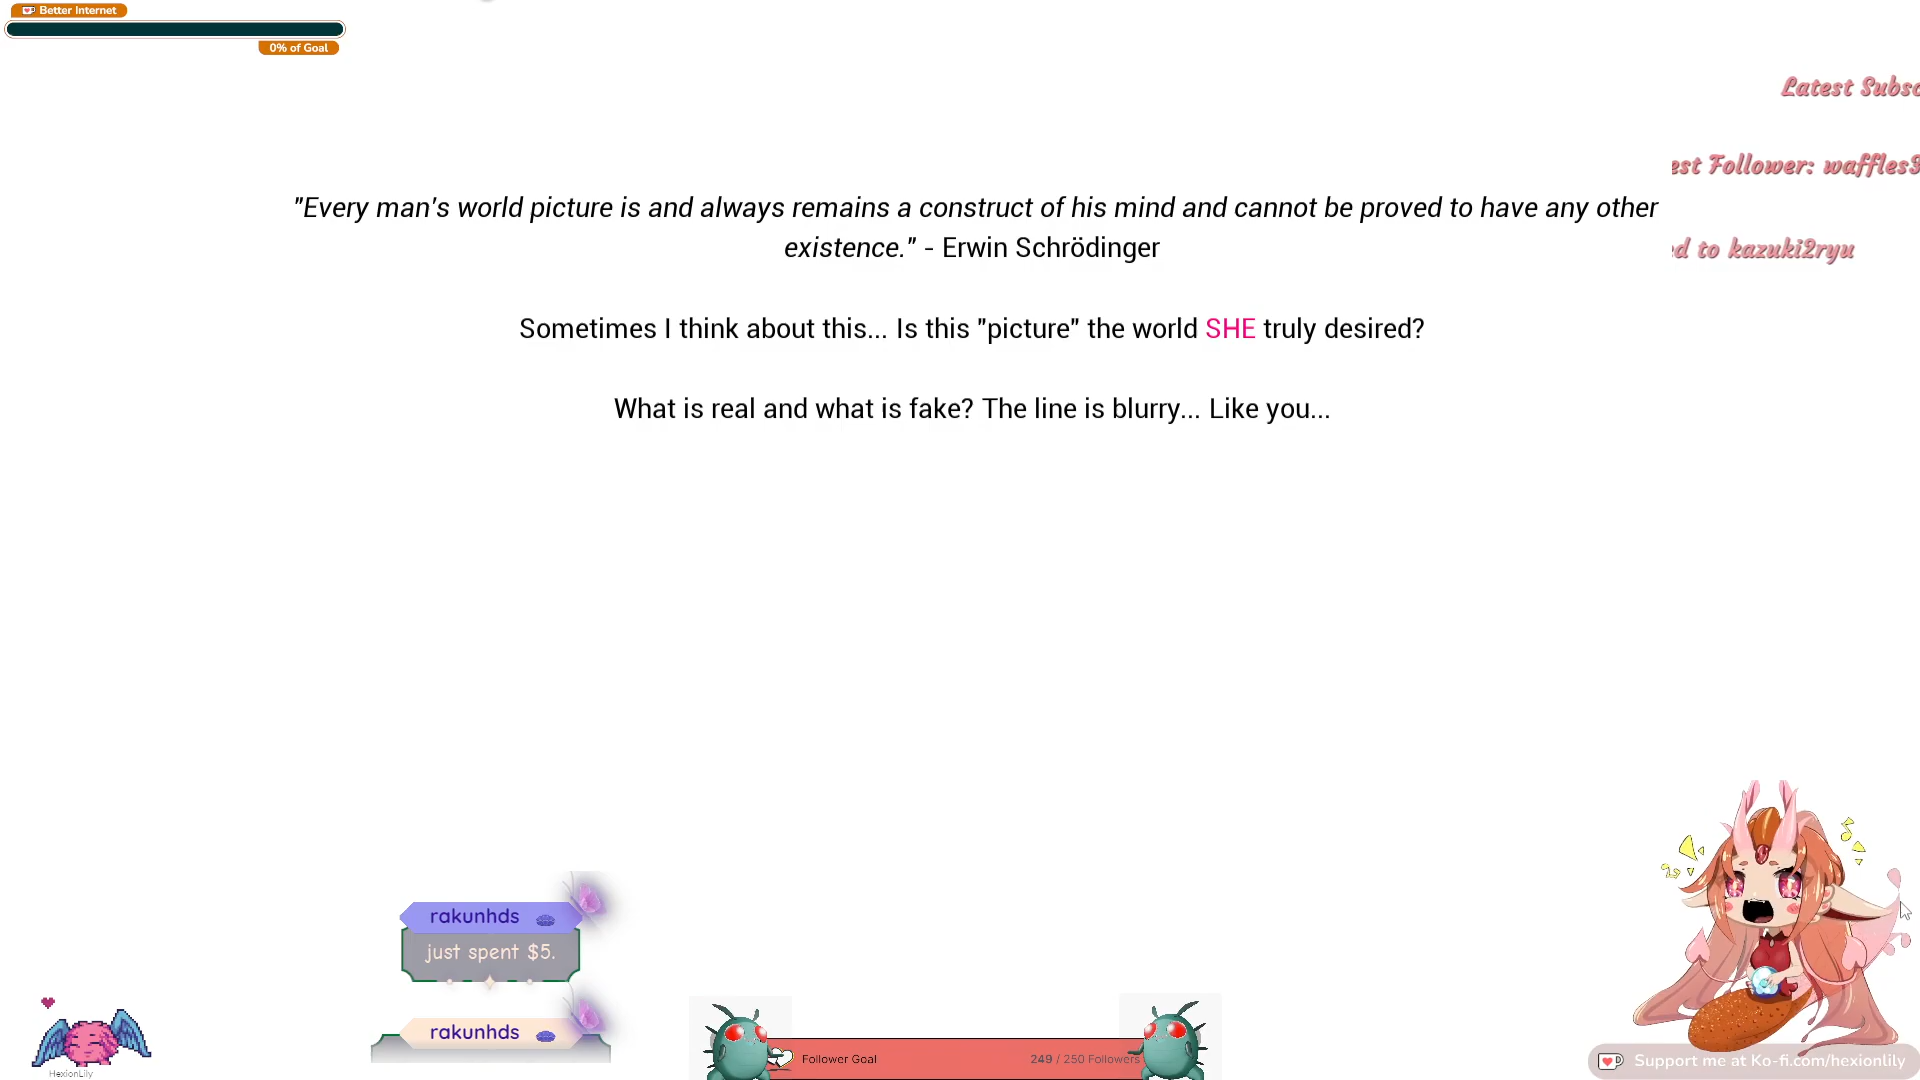 Better Internet
0% of Goal
Latest Subsc
est Follower: waffles9
ed to kazuki2ryu
"Every man's world picture is and always remains a construct of his mind and cannot be proved to have any other
existence." - Erwin Schrödinger
Sometimes I think about this... Is this "picture" the world SHE truly desired?
What is real and what is fake? The line is blurry... Like you...
rakunhds
just spent $5.
rakunhds
HexionLily
Follower Goal
249 / 250 Followers
Support me at Ko-fi.com/hexionlily